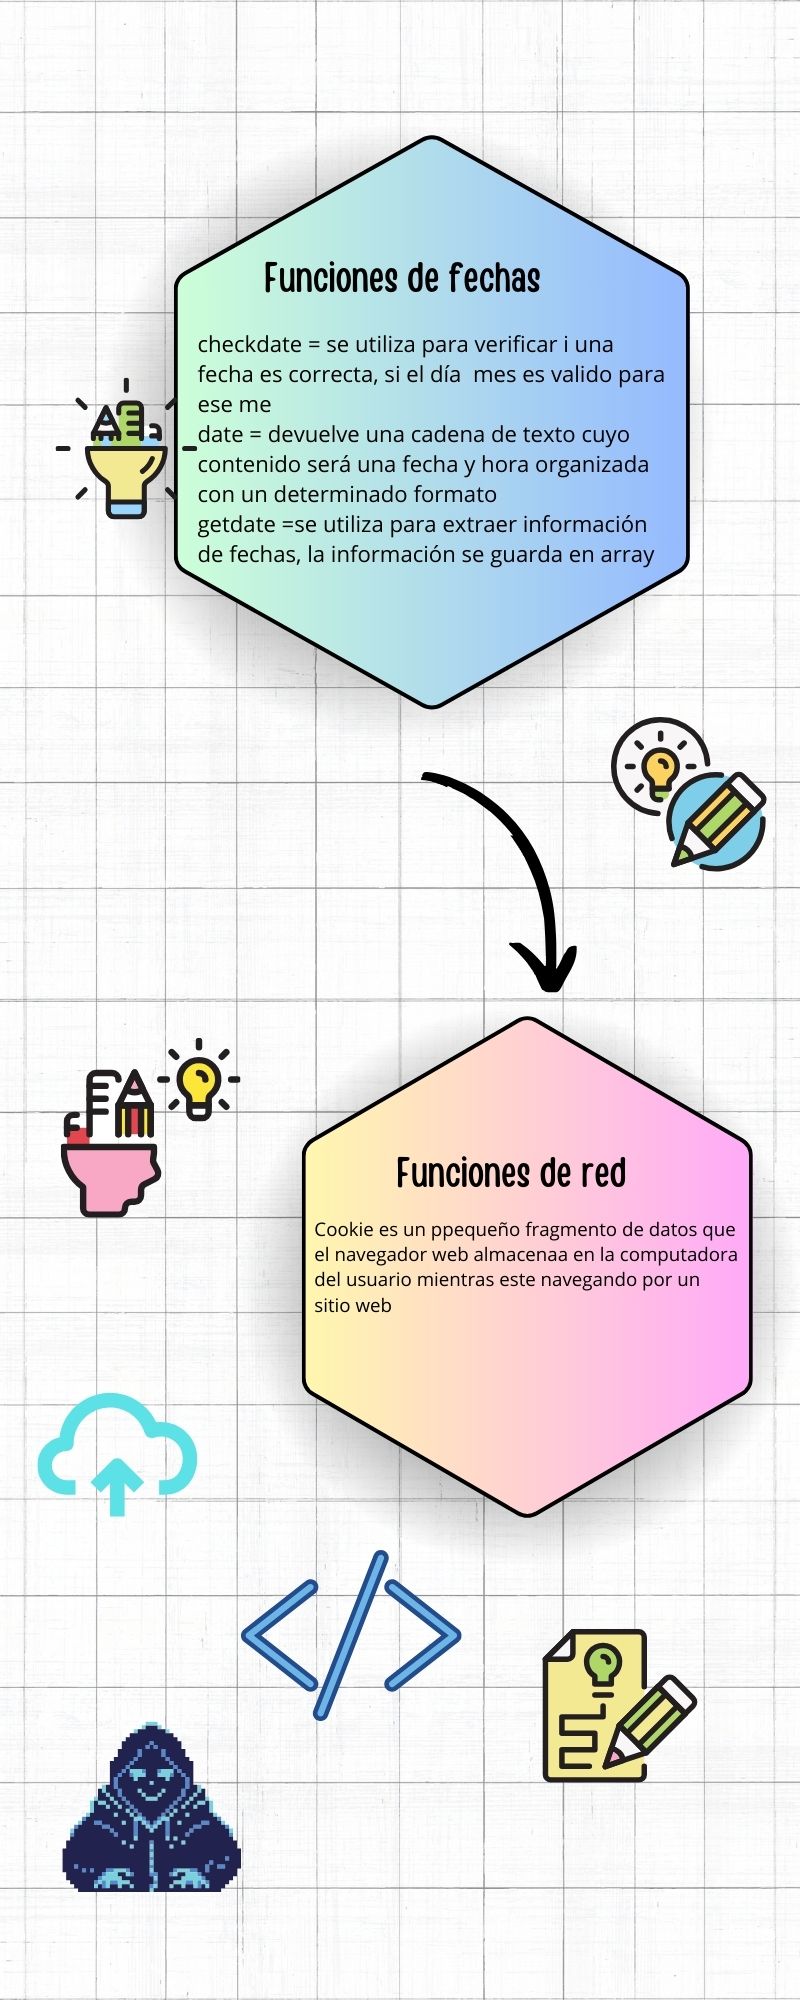 Funciones de fechas
checkdate = se utiliza para verificar i una
fecha es correcta, si el día  mes es valido para
ese me
date = devuelve una cadena de texto cuyo
contenido será una fecha y hora organizada
con un determinado formato
getdate =se utiliza para extraer información
de fechas, la información se guarda en array
Funciones de red
Cookie es un ppequeño fragmento de datos que
el navegador web almacenaa en la computadora
del usuario mientras este navegando por un
sitio web